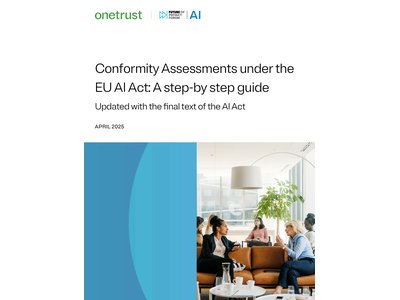 onetrust
FUTURE OF
PRIVACY
FORUM
AI
Conformity Assessments under the
EU AI Act: A step-by step guide
Updated with the final text of the AI Act
APRIL 2025